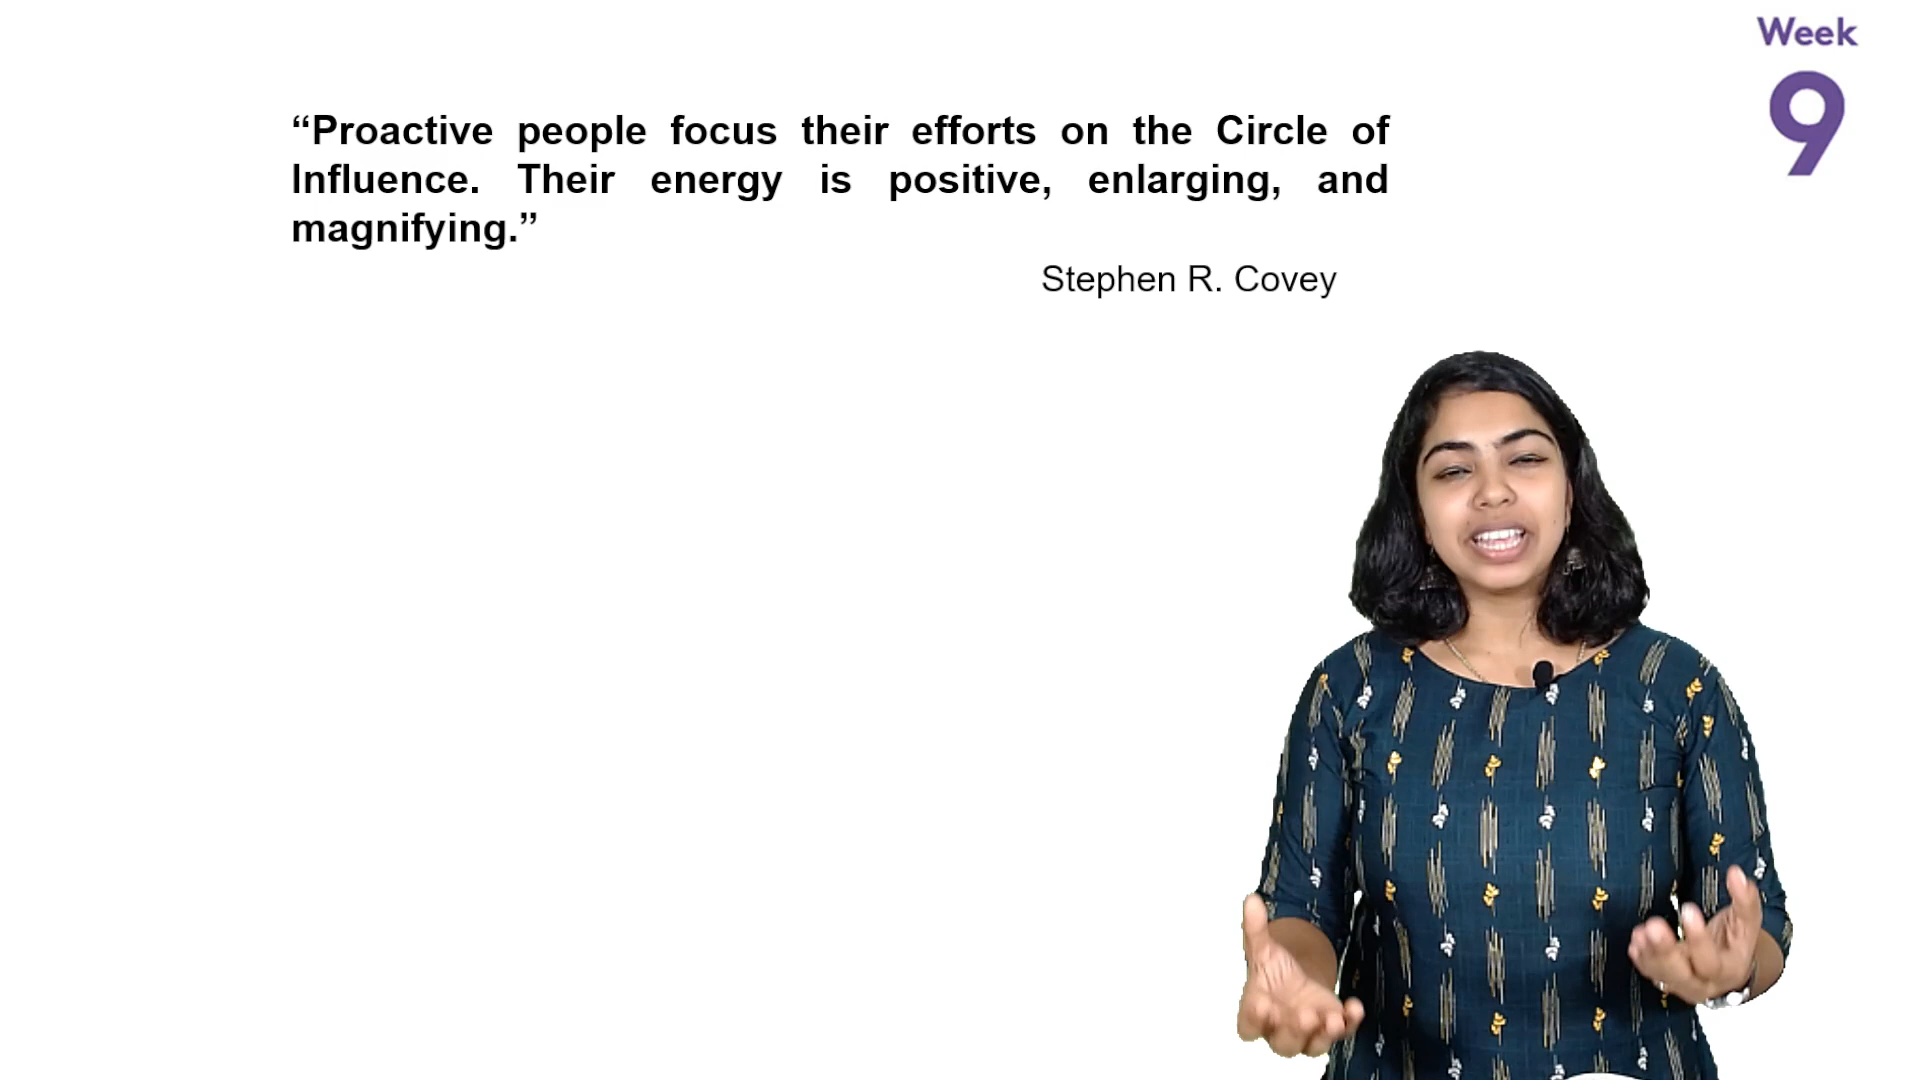 Week
9
“Proactive people focus their efforts on the Circle of
Influence. Their energy is positive, enlarging, and
magnifying.”
Stephen R. Covey